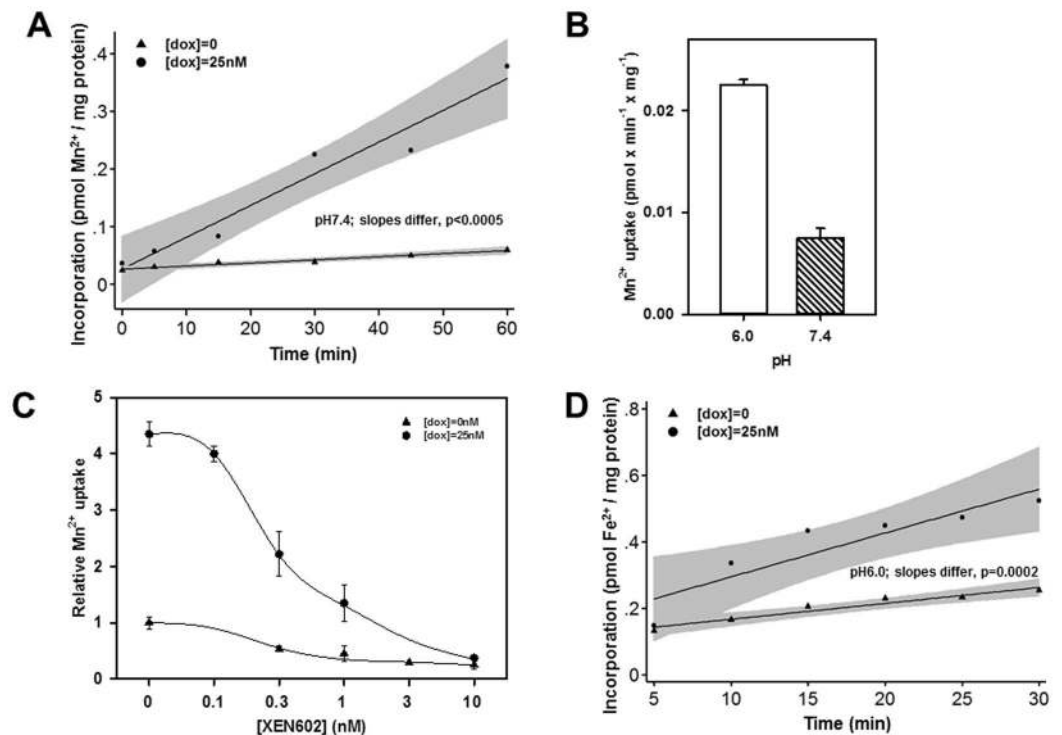 A
▲ [dox]=0
● [dox]=25nM
Incorporation (pmol Mn²⁺ / mg protein)
.4
.3
.2
.1
0
pH7.4; slopes differ, p<0.0005
0 10 20 30 40 50 60
Time (min)
B
Mn²⁺ uptake (pmol x min⁻¹ x mg⁻¹)
0.02
0.01
0.00
6.0 7.4
pH
C
▲ [dox]=0nM
● [dox]=25nM
Relative Mn²⁺ uptake
5
4
3
2
1
0
0 0.1 0.3 1 3 10
[XEN602] (nM)
D
▲ [dox]=0
● [dox]=25nM
Incorporation (pmol Fe²⁺ / mg protein)
.8
.6
.4
.2
0
pH6.0; slopes differ, p=0.0002
5 10 15 20 25 30
Time (min)